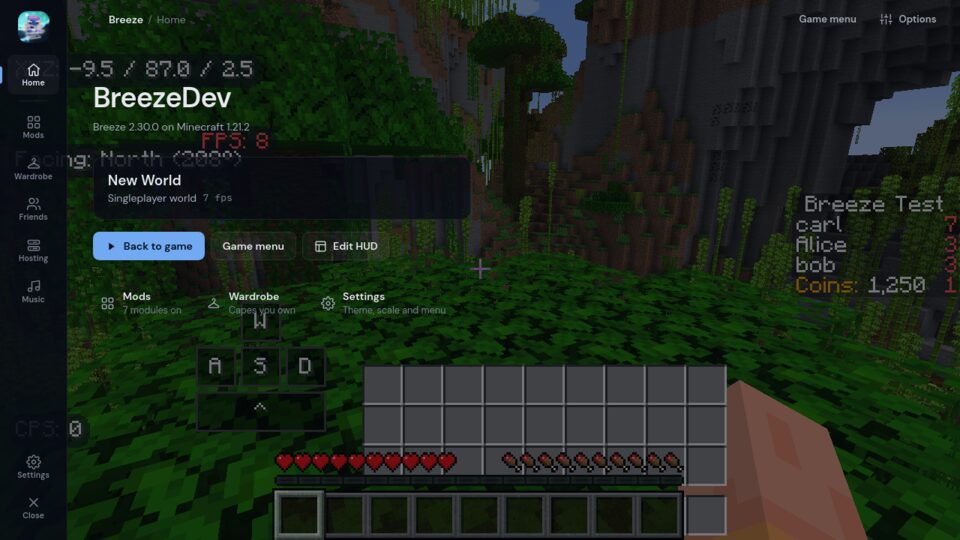 Breeze / Home
Game menu
Options
XYZ: -9.5 / 87.0 / 2.5
Home
BreezeDev
Breeze 2.30.0 on Minecraft 1.21.2
Mods
FPS: 8
Facing: North (208°)
Wardrobe
New World
Singleplayer world 7 fps
Friends
Breeze Test
carl 7
Alice 3
bob 3
Coins: 1,250 1
Back to game
Game menu
Edit HUD
Hosting
Music
Mods
7 modules on
Wardrobe
Capes you own
Settings
Theme, scale and menu
W
A S D
^
CPS: 0
Settings
Close